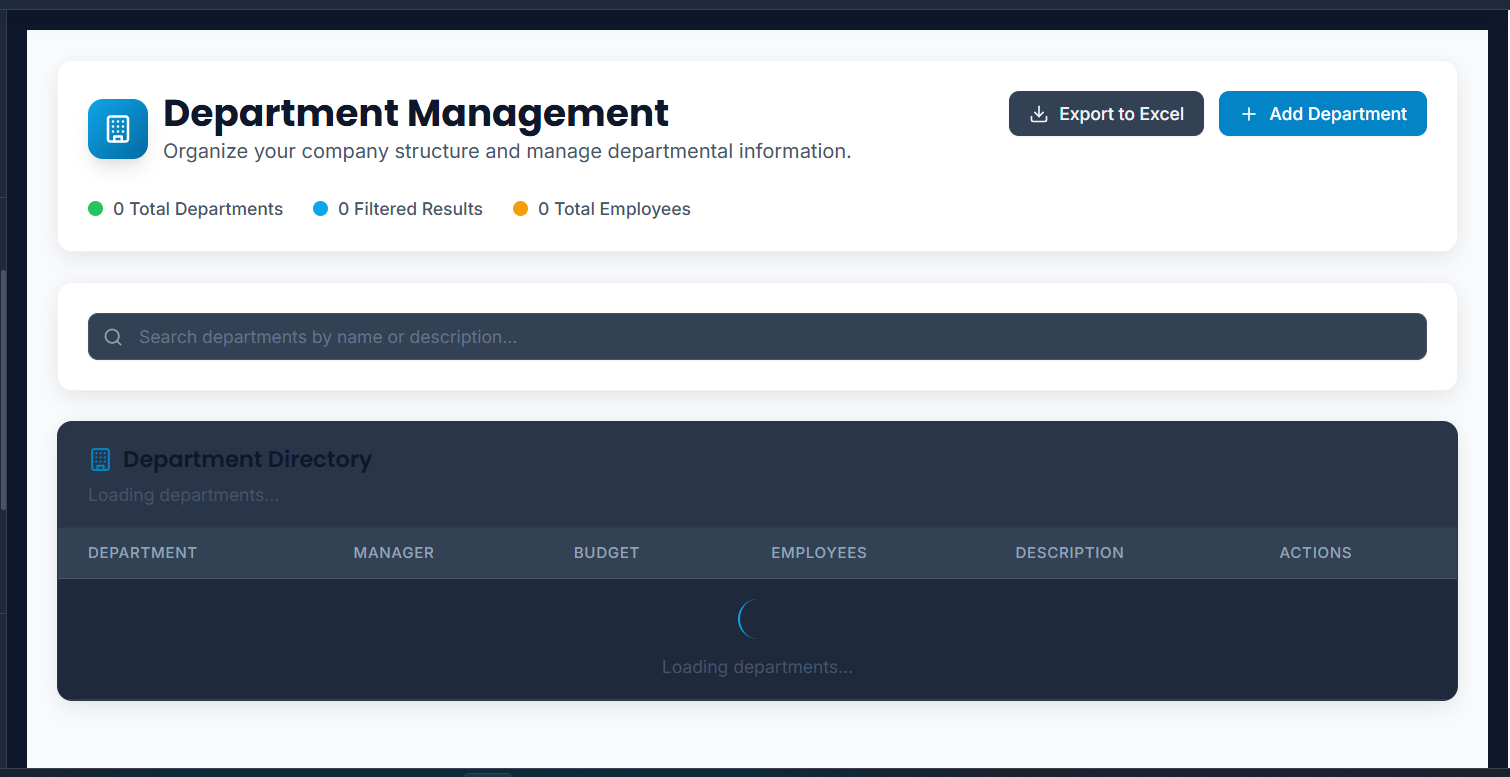 Department Management
Organize your company structure and manage departmental information.
Export to Excel
Add Department
0 Total Departments
0 Filtered Results
0 Total Employees
Search departments by name or description...
Department Directory
Loading departments...
DEPARTMENT MANAGER BUDGET EMPLOYEES DESCRIPTION ACTIONS
Loading departments...